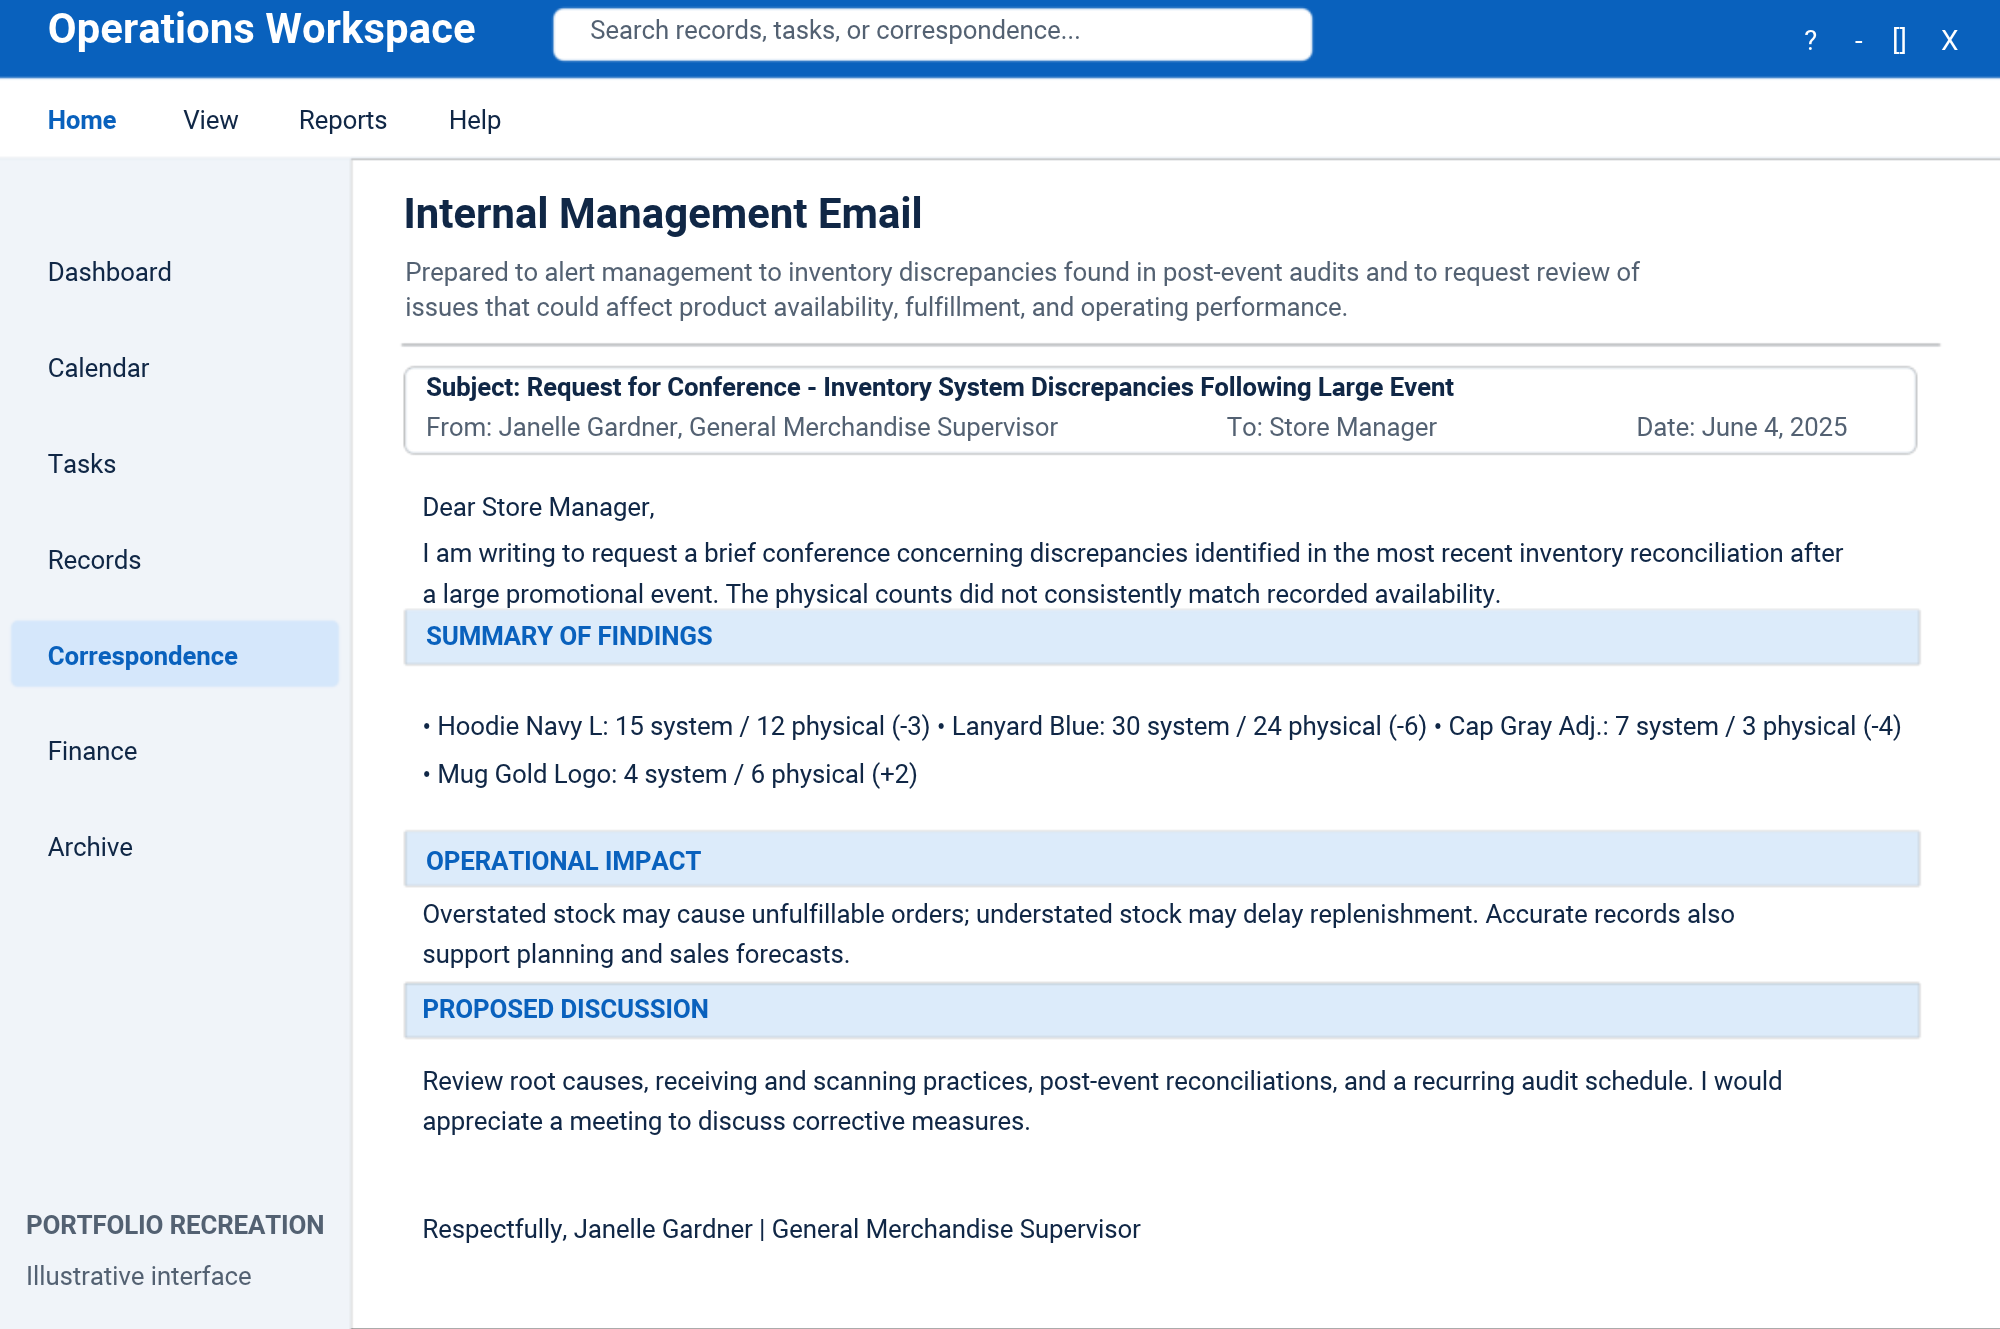 Operations Workspace
Search records, tasks, or correspondence...
? - [] X
Home View Reports Help
Dashboard
Calendar
Tasks
Records
Correspondence
Finance
Archive
PORTFOLIO RECREATION
Illustrative interface
Internal Management Email
Prepared to alert management to inventory discrepancies found in post-event audits and to request review of
issues that could affect product availability, fulfillment, and operating performance.
Subject: Request for Conference - Inventory System Discrepancies Following Large Event
From: Janelle Gardner, General Merchandise Supervisor To: Store Manager Date: June 4, 2025
Dear Store Manager,
I am writing to request a brief conference concerning discrepancies identified in the most recent inventory reconciliation after
a large promotional event. The physical counts did not consistently match recorded availability.
SUMMARY OF FINDINGS
• Hoodie Navy L: 15 system / 12 physical (-3) • Lanyard Blue: 30 system / 24 physical (-6) • Cap Gray Adj.: 7 system / 3 physical (-4)
• Mug Gold Logo: 4 system / 6 physical (+2)
OPERATIONAL IMPACT
Overstated stock may cause unfulfillable orders; understated stock may delay replenishment. Accurate records also
support planning and sales forecasts.
PROPOSED DISCUSSION
Review root causes, receiving and scanning practices, post-event reconciliations, and a recurring audit schedule. I would
appreciate a meeting to discuss corrective measures.
Respectfully, Janelle Gardner | General Merchandise Supervisor